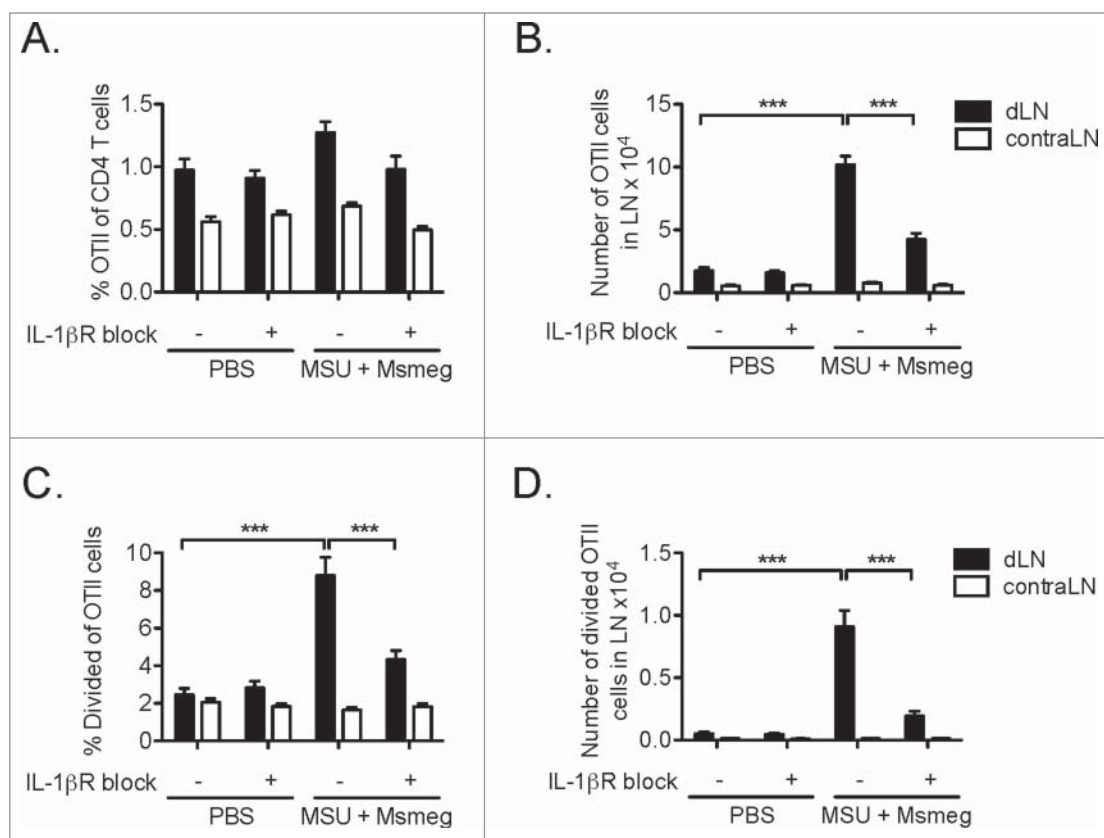 A.
% OTII of CD4 T cells
1.5
1.0
0.5
0.0
IL-1βR block - + - +
PBS MSU + Msmeg
B.
Number of OTII cells
in LN x 10⁴
15
10
5
0
*** ***
dLN
contraLN
IL-1βR block - + - +
PBS MSU + Msmeg
C.
% Divided of OTII cells
10
8
6
4
2
0
*** ***
IL-1βR block - + - +
PBS MSU + Msmeg
D.
Number of divided OTII
cells in LN x10⁴
1.5
1.0
0.5
0.0
*** ***
dLN
contraLN
IL-1βR block - + - +
PBS MSU + Msmeg